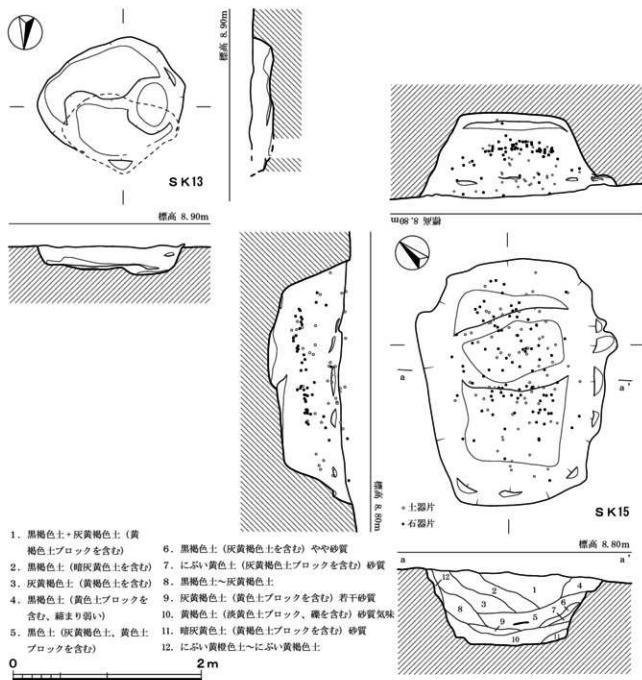 標高 8.90m
SK13
標高 8.90m
標高 8.80m
標高 8.80m
a
a'
○土器片
●石器片
SK15
標高 8.80m
a
a'
12
1
4
2
3
8
6
5
7
9
10
11
1. 黒褐色土+灰黄褐色土(黄
褐色土ブロックを含む)
2. 黒褐色土(暗灰黄色土を含む)
3. 灰黄褐色土(黄褐色土を含む)
4. 黒褐色土(黄色土ブロックを
含む、締まり弱い)
5. 黒色土(灰黄褐色土、黄色土
ブロックを含む)
6. 黒褐色土(灰黄褐色土を含む)やや砂質
7. にぶい黄色土(灰黄褐色土ブロックを含む)砂質
8. 黒褐色土~灰黄褐色土
9. 灰黄褐色土(黄色土ブロックを含む)若干砂質
10. 黄褐色土(淡黄色土ブロック、礫を含む)砂質気味
11. 暗灰黄色土(黄色土ブロックを含む)砂質
12. にぶい黄橙色土~にぶい黄褐色土
0
2m